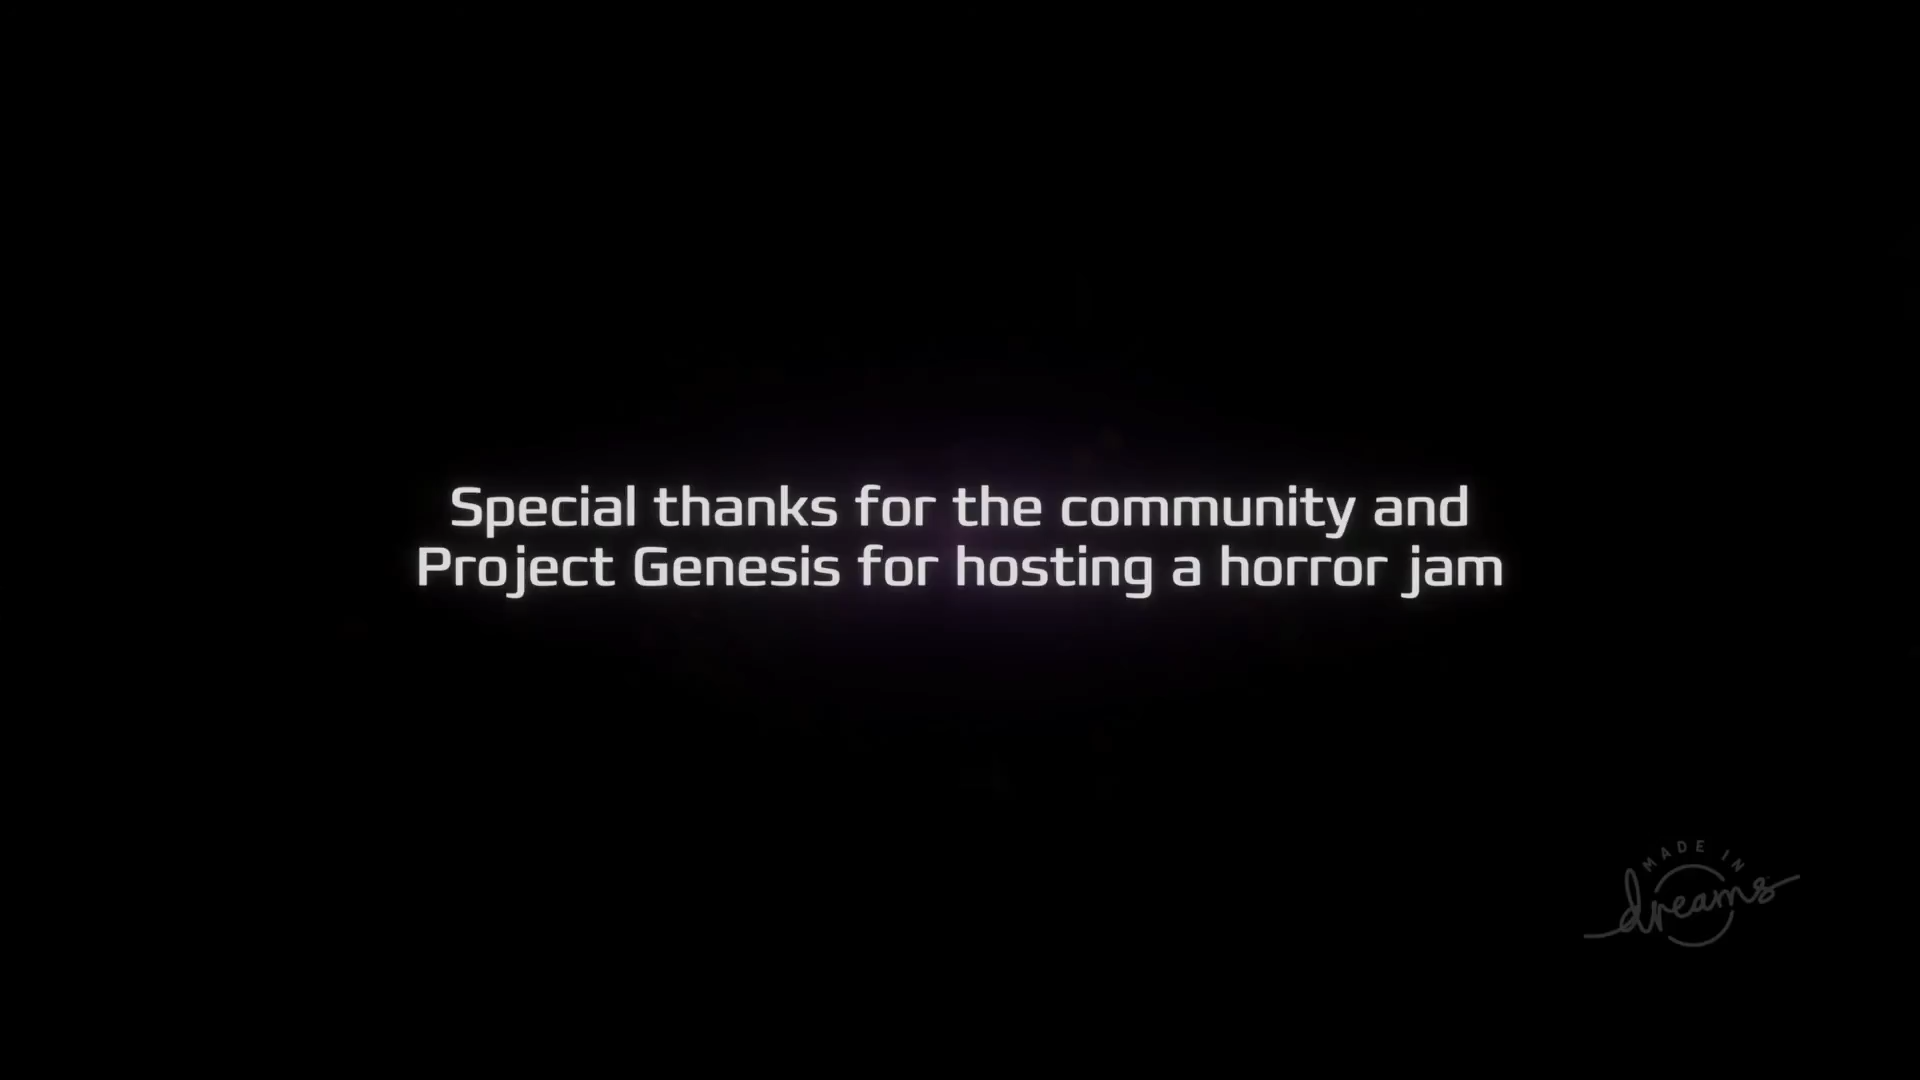 Special thanks for the community and
Project Genesis for hosting a horror jam
MADE IN
dreams